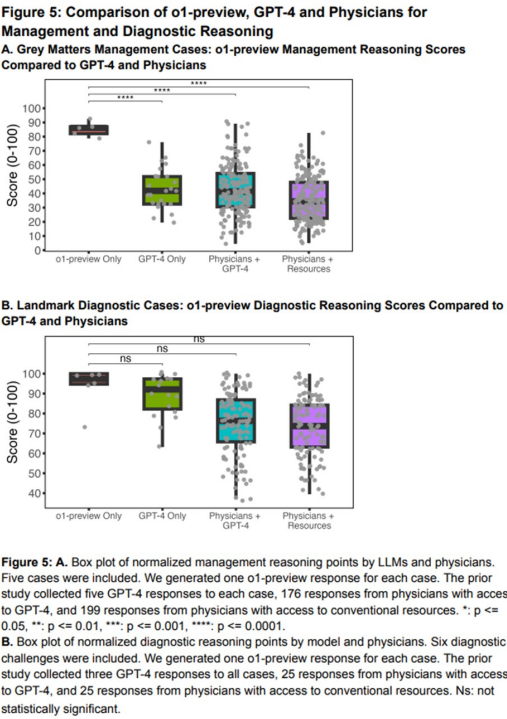 Figure 5: Comparison of o1-preview, GPT-4 and Physicians for
Management and Diagnostic Reasoning
A. Grey Matters Management Cases: o1-preview Management Reasoning Scores
Compared to GPT-4 and Physicians
****
****
****
Score (0-100)
100
90
80
70
60
50
40
30
20
10
0
o1-preview Only
GPT-4 Only
Physicians +
GPT-4
Physicians +
Resources
B. Landmark Diagnostic Cases: o1-preview Diagnostic Reasoning Scores Compared to
GPT-4 and Physicians
ns
ns
ns
Score (0-100)
100
90
80
70
60
50
40
o1-preview Only
GPT-4 Only
Physicians +
GPT-4
Physicians +
Resources
Figure 5: A. Box plot of normalized management reasoning points by LLMs and physicians.
Five cases were included. We generated one o1-preview response for each case. The prior
study collected five GPT-4 responses to each case, 176 responses from physicians with acces
to GPT-4, and 199 responses from physicians with access to conventional resources. *: p <=
0.05, **: p <= 0.01, ***: p <= 0.001, ****: p <= 0.0001.
B. Box plot of normalized diagnostic reasoning points by model and physicians. Six diagnostic
challenges were included. We generated one o1-preview response for each case. The prior
study collected three GPT-4 responses to all cases, 25 responses from physicians with access
to GPT-4, and 25 responses from physicians with access to conventional resources. Ns: not
statistically significant.